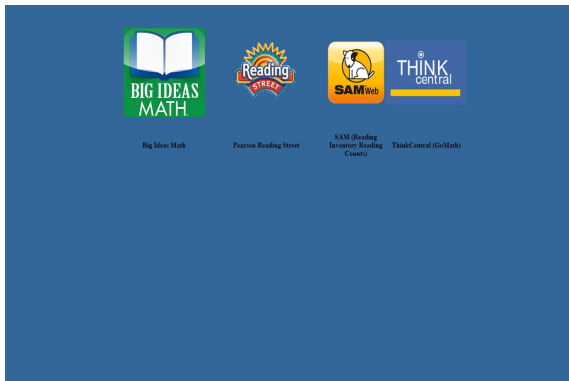 BIG IDEAS
MATH
Reading
STREET
SAM Web
THINK
central
Big Ideas Math
Pearson Reading Street
SAM (Reading
Inventory Reading
Counts)
ThinkCentral (GoMath)